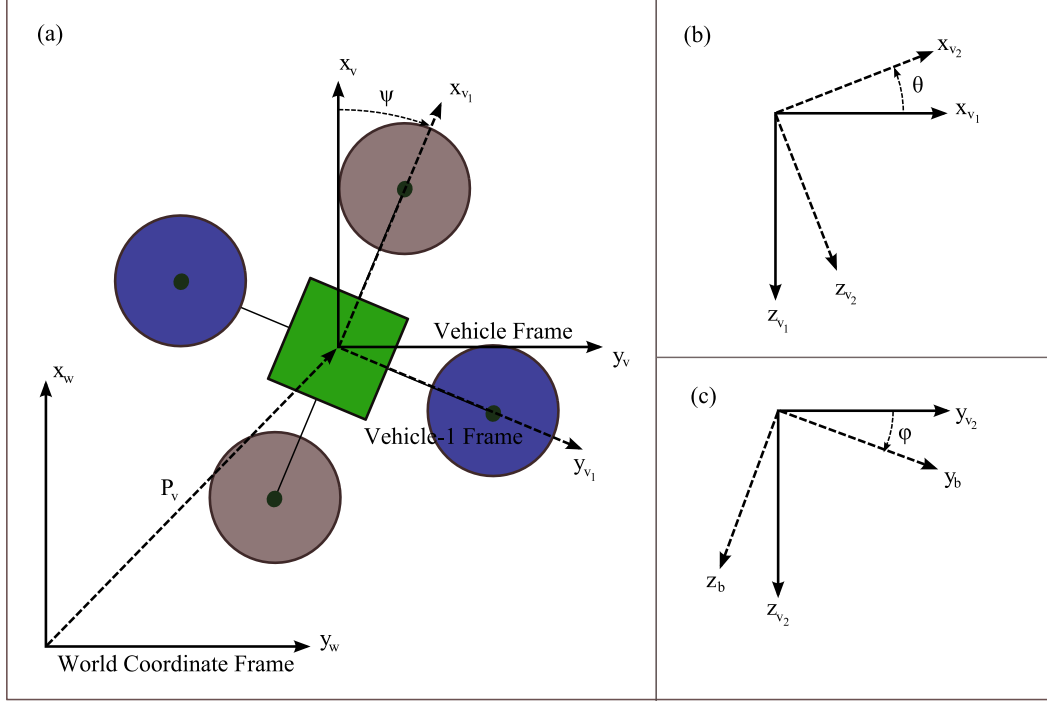 (a)
x_v
x_v₁
ψ
Vehicle Frame
y_v
x_w
Vehicle-1 Frame
y_v₁
P_v
y_w
World Coordinate Frame
(b)
x_v₂
θ
x_v₁
z_v₂
z_v₁
(c)
y_v₂
φ
y_b
z_b
z_v₂